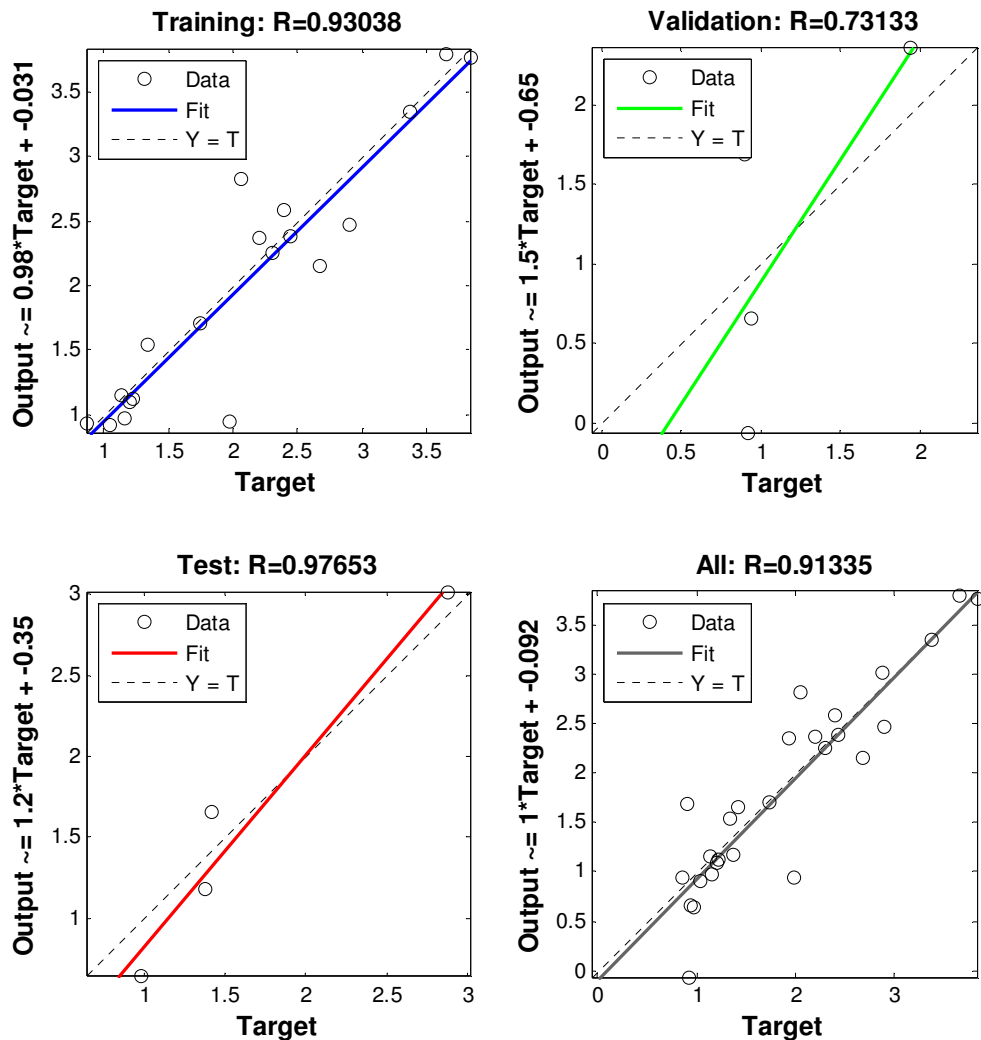 Training: R=0.93038
Output ~= 0.98*Target + -0.031
3.5
3
2.5
2
1.5
1
Data
Fit
Y = T
1
1.5
2
2.5
3
3.5
Target
Validation: R=0.73133
Output ~= 1.5*Target + -0.65
2
1.5
1
0.5
0
Data
Fit
Y = T
0
0.5
1
1.5
2
Target
Test: R=0.97653
Output ~= 1.2*Target + -0.35
3
2.5
2
1.5
1
Data
Fit
Y = T
1
1.5
2
2.5
3
Target
All: R=0.91335
Output ~= 1*Target + -0.092
3.5
3
2.5
2
1.5
1
0.5
0
Data
Fit
Y = T
0
1
2
3
Target